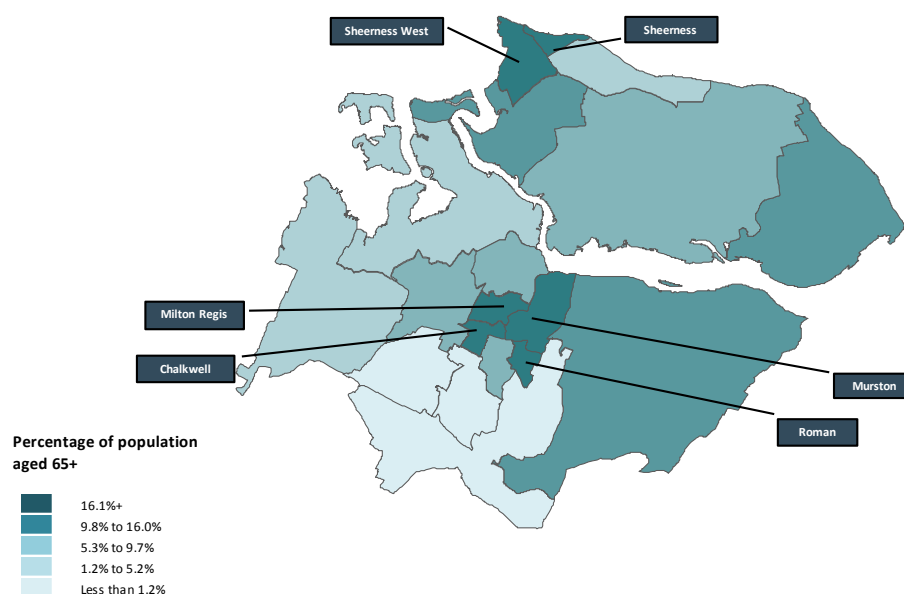 Sheerness West
Sheerness
Milton Regis
Chalkwell
Murston
Roman
Percentage of population
aged 65+
16.1%+
9.8% to 16.0%
5.3% to 9.7%
1.2% to 5.2%
Less than 1.2%